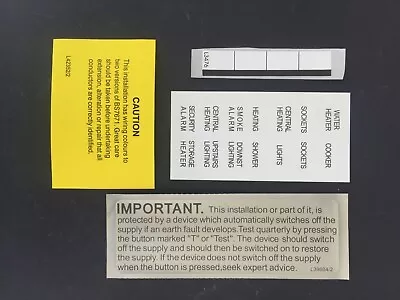 CAUTION
This installation has wiring colours to
two versions of BS7671. Great care
should be taken before undertaking
extension, alteration or repair that all
conductors are correctly identified.
L42352/2
L3476
WATER
HEATER
COOKER
SOCKETS
SOCKETS
CENTRAL
HEATING
LIGHTS
HEATING
SHOWER
SMOKE
ALARM
DOWNST
LIGHTING
CENTRAL
HEATING
UPSTAIRS
LIGHTING
SECURITY
ALARM
STORAGE
HEATER
IMPORTANT. This installation or part of it, is
protected by a device which automatically switches off the
supply if an earth fault develops.Test quarterly by pressing
the button marked "T" or "Test". The device should switch
off the supply and should then be switched on to restore
the supply. If the device does not switch off the supply
when the button is pressed,seek expert advice.